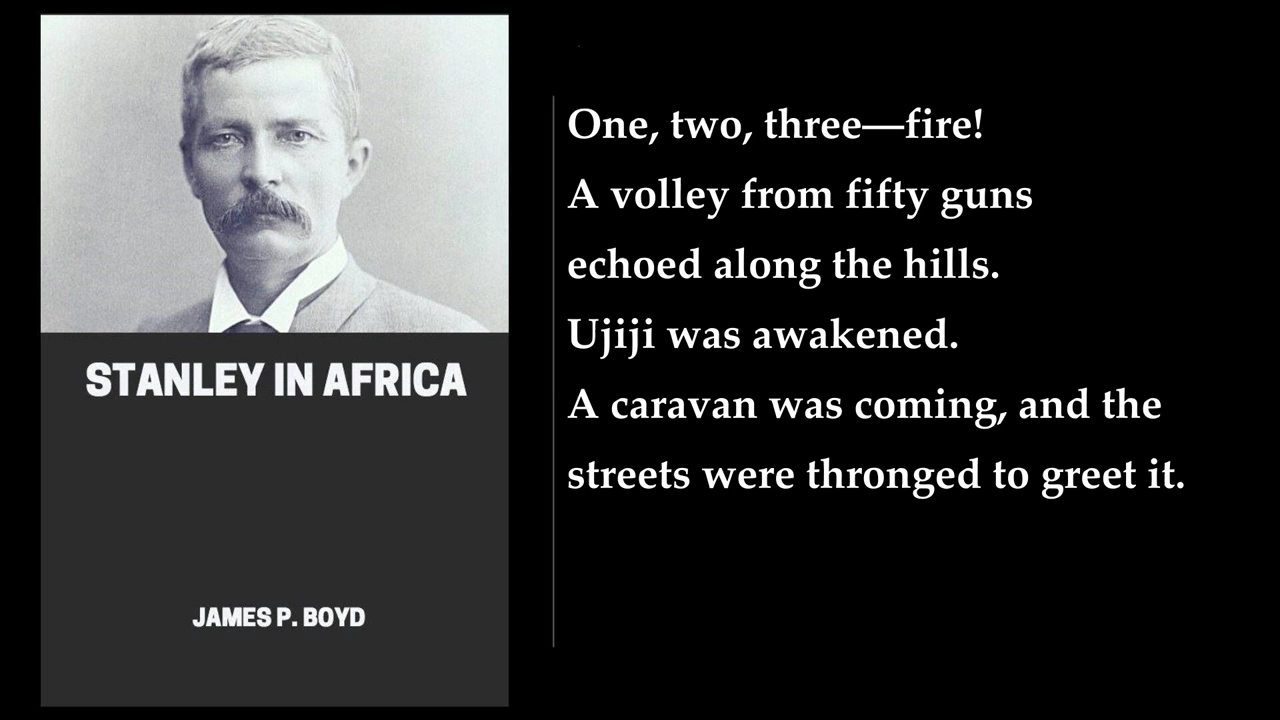 STANLEY IN AFRICA
JAMES P. BOYD
One, two, three—fire!
A volley from fifty guns
echoed along the hills.
Ujiji was awakened.
A caravan was coming, and the
streets were thronged to greet it.